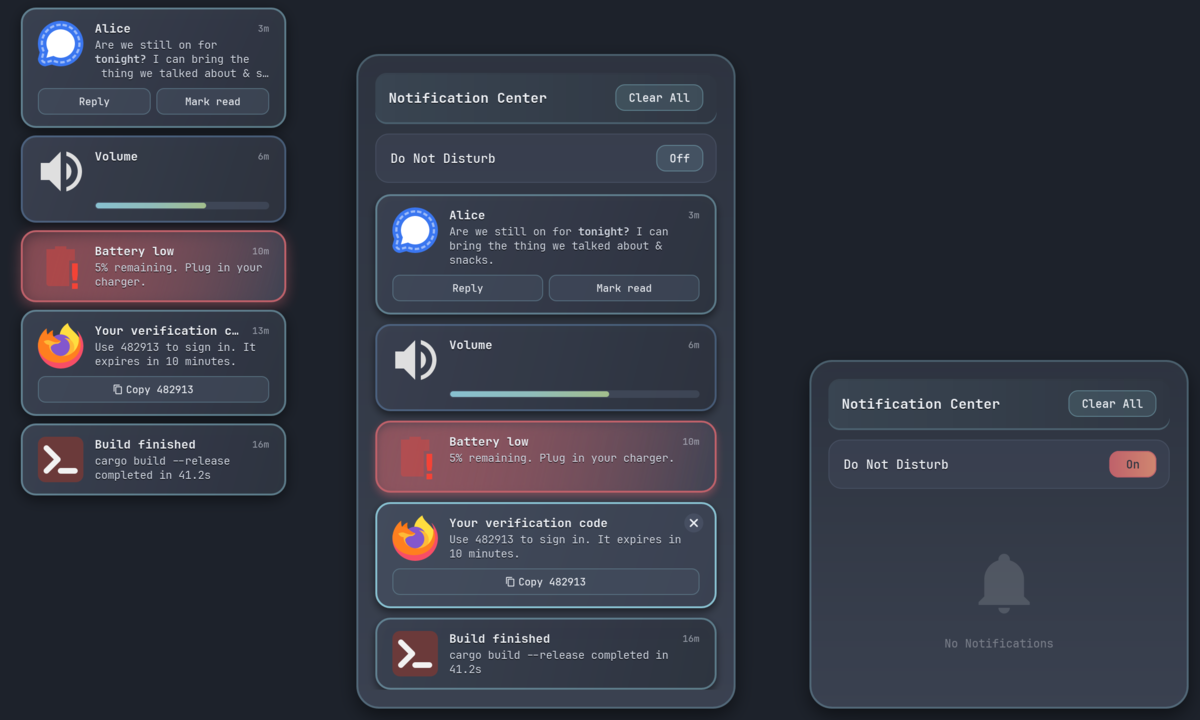 Alice
3m
Are we still on for
tonight? I can bring the
thing we talked about & s…
Reply
Mark read
Volume
6m
Battery low
10m
5% remaining. Plug in your
charger.
Your verification c…
13m
Use 482913 to sign in. It
expires in 10 minutes.
Copy 482913
Build finished
16m
cargo build --release
completed in 41.2s
Notification Center
Clear All
Do Not Disturb
Off
Alice
3m
Are we still on for tonight? I can
bring the thing we talked about &
snacks.
Reply
Mark read
Volume
6m
Battery low
10m
5% remaining. Plug in your charger.
Your verification code
Use 482913 to sign in. It expires in
10 minutes.
Copy 482913
Build finished
16m
cargo build --release completed in
41.2s
Notification Center
Clear All
Do Not Disturb
On
No Notifications